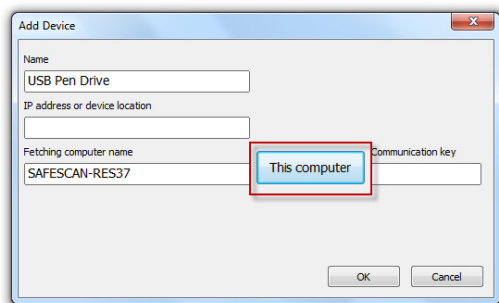 Add Device
Name
USB Pen Drive
IP address or device location
Fetching computer name
Communication key
SAFESCAN-RES37
This computer
OK
Cancel